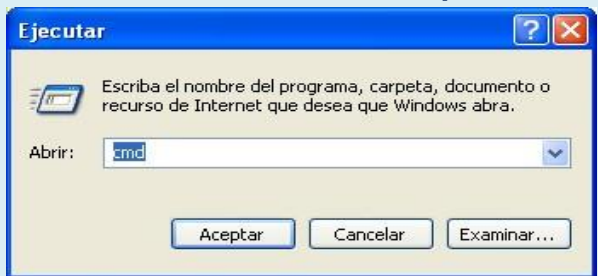 Ejecutar
Escriba el nombre del programa, carpeta, documento o
recurso de Internet que desea que Windows abra.
Abrir: cmd
Aceptar Cancelar Examinar...